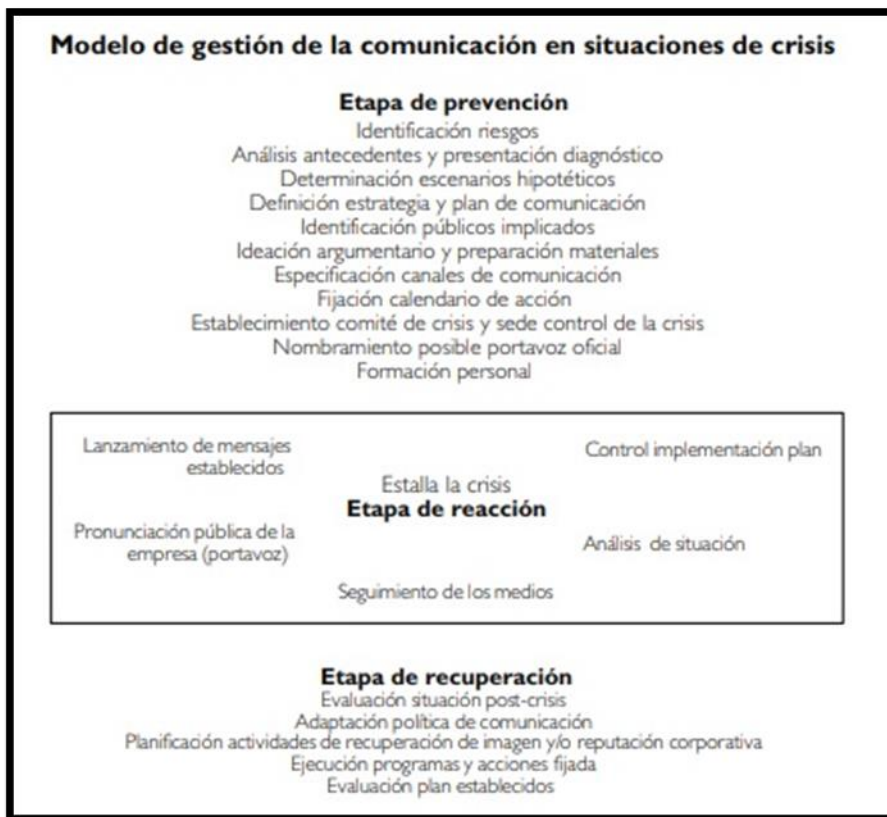 Modelo de gestión de la comunicación en situaciones de crisis
Etapa de prevención
Identificación riesgos
Análisis antecedentes y presentación diagnóstico
Determinación escenarios hipotéticos
Definición estrategia y plan de comunicación
Identificación públicos implicados
Ideación argumentario y preparación materiales
Especificación canales de comunicación
Fijación calendario de acción
Establecimiento comité de crisis y sede control de la crisis
Nombramiento posible portavoz oficial
Formación personal
Lanzamiento de mensajes
establecidos
Control implementación plan
Estalla la crisis
Etapa de reacción
Pronunciación pública de la
empresa (portavoz)
Análisis de situación
Seguimiento de los medios
Etapa de recuperación
Evaluación situación post-crisis
Adaptación política de comunicación
Planificación actividades de recuperación de imagen y/o reputación corporativa
Ejecución programas y acciones fijada
Evaluación plan establecidos